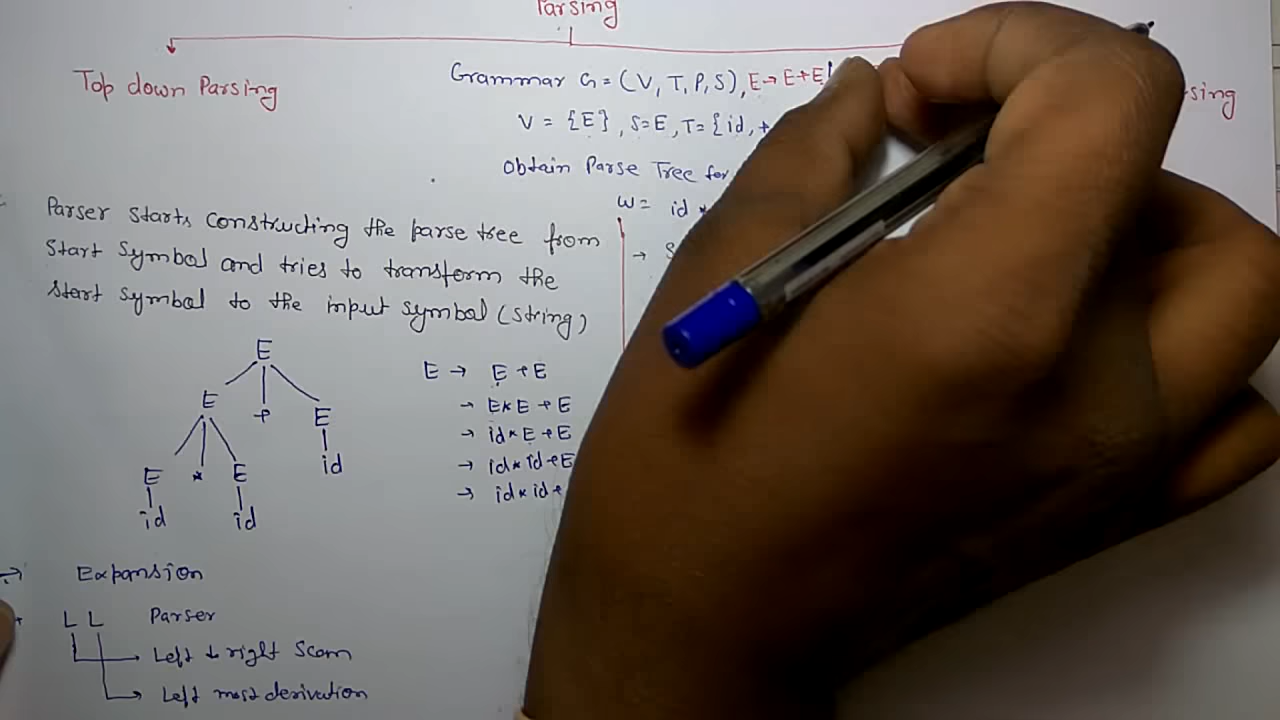 Parsing
Top down Parsing
Grammar G = (V, T, P, S), E → E + E |
V = {E}, S=E, T= {id, +
Obtain Parse Tree for
W = id *
→ S
Parser starts constructing the parse tree from
Start Symbol and tries to transform the
Start symbol to the input symbol (string)
E
E + E
E * E id
id id
E → E + E
→ E * E + E
→ id * E + E
→ id * id + E
→ id * id +
→ Expansion
LL Parser
→ Left to right Scan
→ Left most derivation
sing